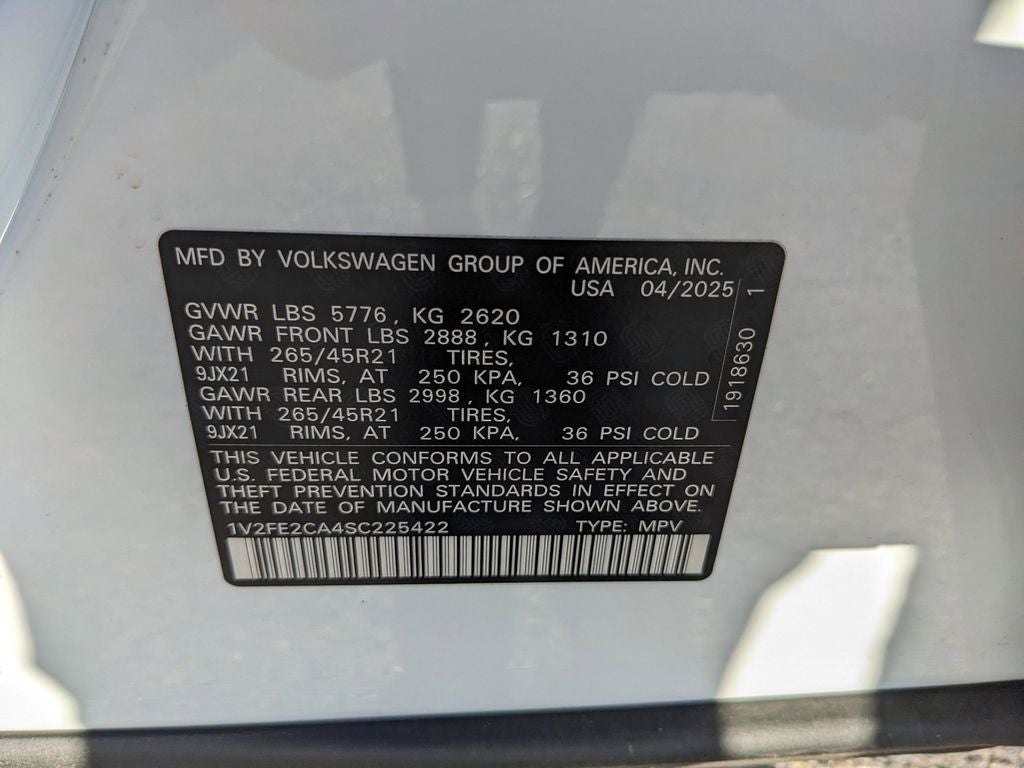 MFD BY VOLKSWAGEN GROUP OF AMERICA, INC.
USA 04/2025
GVWR LBS 5776, KG 2620
GAWR FRONT LBS 2888, KG 1310
WITH 265/45R21 TIRES,
9JX21 RIMS, AT 250 KPA, 36 PSI COLD
GAWR REAR LBS 2998, KG 1360
WITH 265/45R21 TIRES,
9JX21 RIMS, AT 250 KPA, 36 PSI COLD
THIS VEHICLE CONFORMS TO ALL APPLICABLE
U.S. FEDERAL MOTOR VEHICLE SAFETY AND
THEFT PREVENTION STANDARDS IN EFFECT ON
THE DATE OF MANUFACTURE SHOWN ABOVE.
1V2FE2CA4SC225422 TYPE: MPV
1918630 1